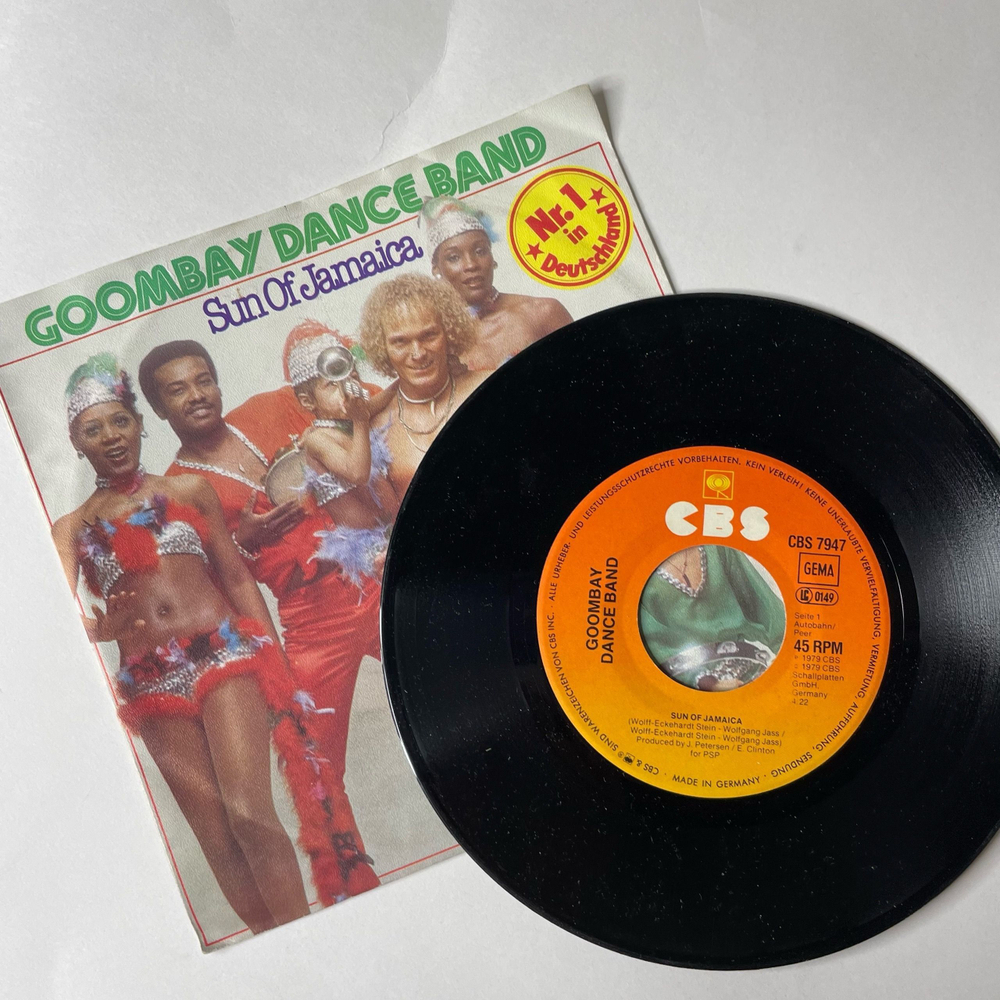 GOOMBAY DANCE BAND
Sun Of Jamaica
Nr. 1
in
Deutschland
CBS
CBS 7947
GEMA
LC 0149
Seite 1
Autobahn/
Peer
45 RPM
1979 CBS
1979 CBS
Schallplatten
GmbH,
Germany
4.22
GOOMBAY
DANCE BAND
SUN OF JAMAICA
(Wolff-Eckehardt Stein - Wolfgang Jass /
Wolff-Eckehardt Stein - Wolfgang Jass)
Produced by J. Petersen / E. Clinton
for PSP
ALLE URHEBER- UND LEISTUNGSSCHUTZRECHTE VORBEHALTEN. KEIN VERLEIH! KEINE UNERLAUBTE VERVIELFÄLTIGUNG, VERMIETUNG, AUFFÜHRUNG, SENDUNG · MADE IN GERMANY · CBS & ® SIND WARENZEICHEN VON CBS INC. ·